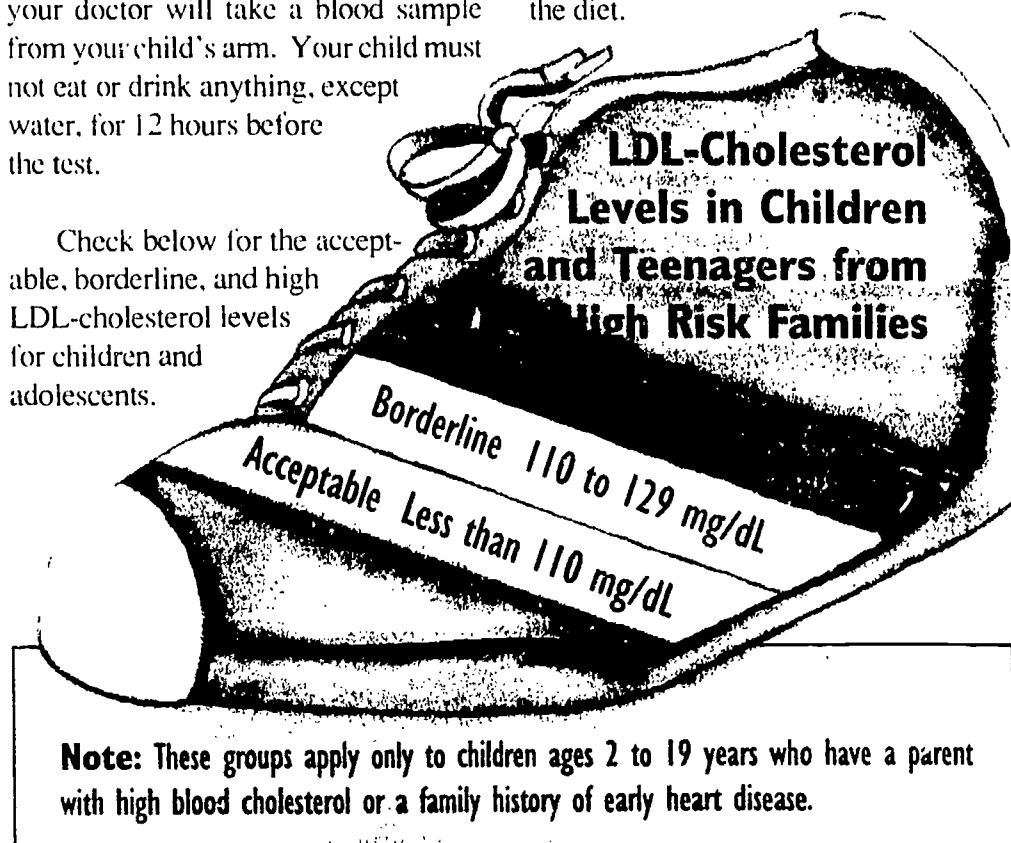 your doctor will take a blood sample
from your child's arm. Your child must
not eat or drink anything, except
water, for 12 hours before
the test.
Check below for the accept-
able, borderline, and high
LDL-cholesterol levels
for children and
adolescents.
the diet.
LDL-Cholesterol
Levels in Children
and Teenagers from
High Risk Families
Borderline 110 to 129 mg/dL
Acceptable Less than 110 mg/dL
Note: These groups apply only to children ages 2 to 19 years who have a parent
with high blood cholesterol or a family history of early heart disease.